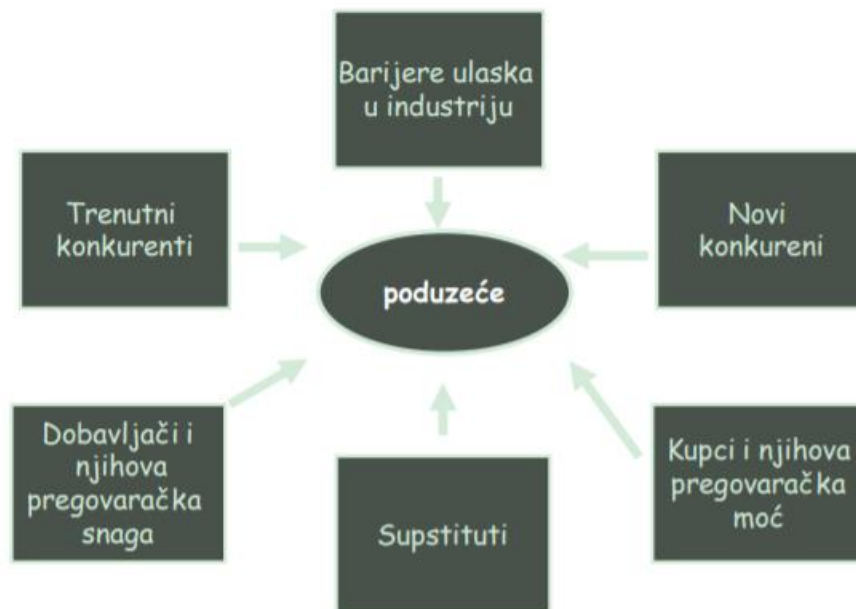 Barijere ulaska
u industriju
Trenutni
konkurenti
Novi
konkureni
poduzeće
Dobavljači i
njihova
pregovaračka
snaga
Supstituti
Kupci i njihova
pregovaračka
moć